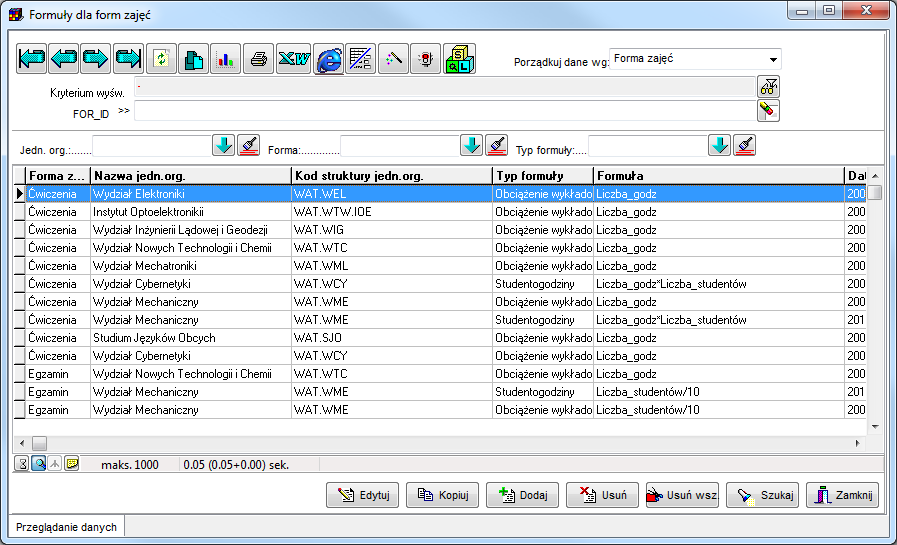 Formuły dla form zajęć
Porządkuj dane wg: Forma zajęć
Kryterium wyśw. -
FOR_ID >>
Jedn. org.:....... Forma:............. Typ formuły:....
Forma z... Nazwa jedn.org. Kod struktury jedn.org. Typ formuły Formuła Dat
Ćwiczenia Wydział Elektroniki WAT.WEL Obciążenie wykłado Liczba_godz 200
Ćwiczenia Instytut Optoelektronikii WAT.WTW.IOE Obciążenie wykłado Liczba_godz 200
Ćwiczenia Wydział Inżynierii Lądowej i Geodezji WAT.WIG Obciążenie wykłado Liczba_godz 200
Ćwiczenia Wydział Nowych Technologii i Chemii WAT.WTC Obciążenie wykłado Liczba_godz 200
Ćwiczenia Wydział Mechatroniki WAT.WML Obciążenie wykłado Liczba_godz 200
Ćwiczenia Wydział Cybernetyki WAT.WCY Studentogodziny Liczba_godz*Liczba_studentów 200
Ćwiczenia Wydział Mechaniczny WAT.WME Obciążenie wykłado Liczba_godz 200
Ćwiczenia Wydział Mechaniczny WAT.WME Studentogodziny Liczba_godz*Liczba_studentów 201
Ćwiczenia Studium Języków Obcych WAT.SJO Obciążenie wykłado Liczba_godz 200
Ćwiczenia Wydział Cybernetyki WAT.WCY Obciążenie wykłado Liczba_godz 200
Egzamin Wydział Nowych Technologii i Chemii WAT.WTC Obciążenie wykłado Liczba_godz 200
Egzamin Wydział Mechaniczny WAT.WME Studentogodziny Liczba_studentów/10 201
Egzamin Wydział Mechaniczny WAT.WME Obciążenie wykłado Liczba_studentów/10 200
maks. 1000 0.05 (0.05+0.00) sek.
Edytuj Kopiuj Dodaj Usuń Usuń wsz. Szukaj Zamknij
Przeglądanie danych